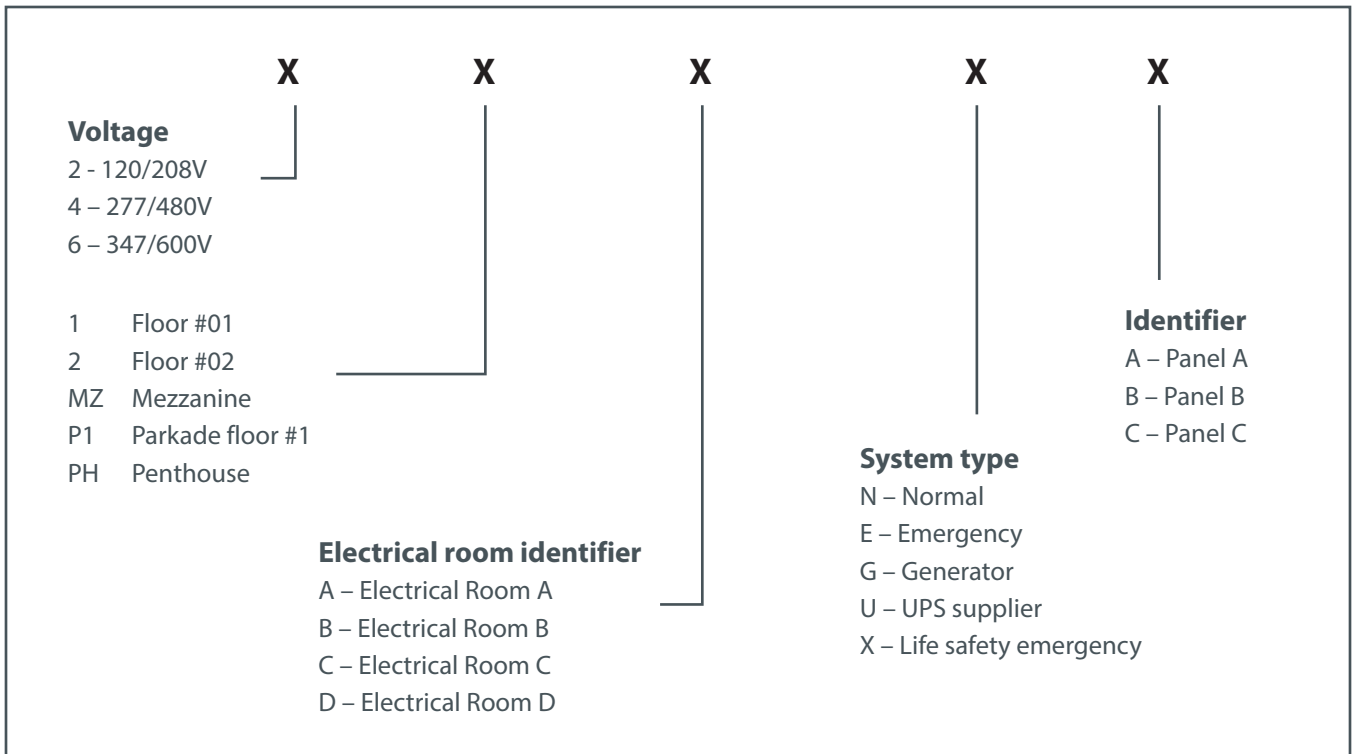 X X X X X
Voltage
2 - 120/208V
4 – 277/480V
6 – 347/600V
1 Floor #01
2 Floor #02
MZ Mezzanine
P1 Parkade floor #1
PH Penthouse
Electrical room identifier
A – Electrical Room A
B – Electrical Room B
C – Electrical Room C
D – Electrical Room D
System type
N – Normal
E – Emergency
G – Generator
U – UPS supplier
X – Life safety emergency
Identifier
A – Panel A
B – Panel B
C – Panel C